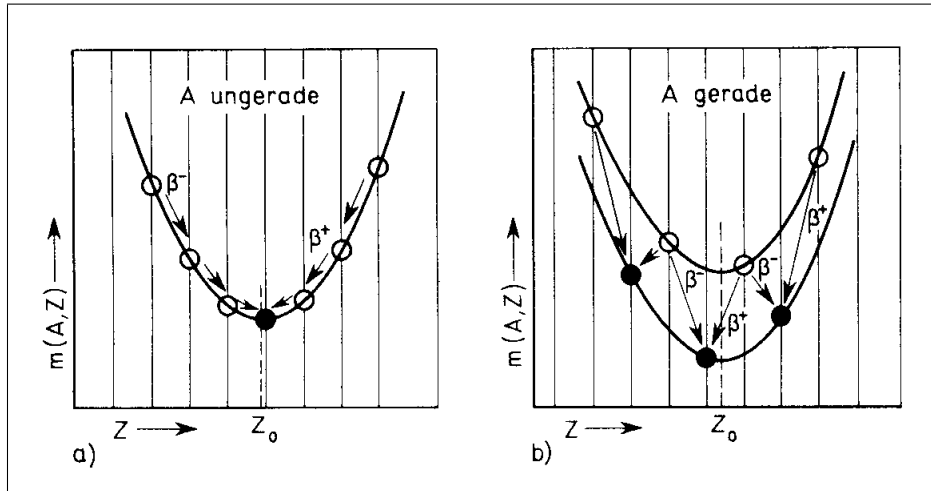 A ungerade
β⁻
β⁺
m(A,Z)
Z
Z₀
a)
A gerade
β⁻
β⁺
β⁻
β⁺
m(A,Z)
Z
Z₀
b)